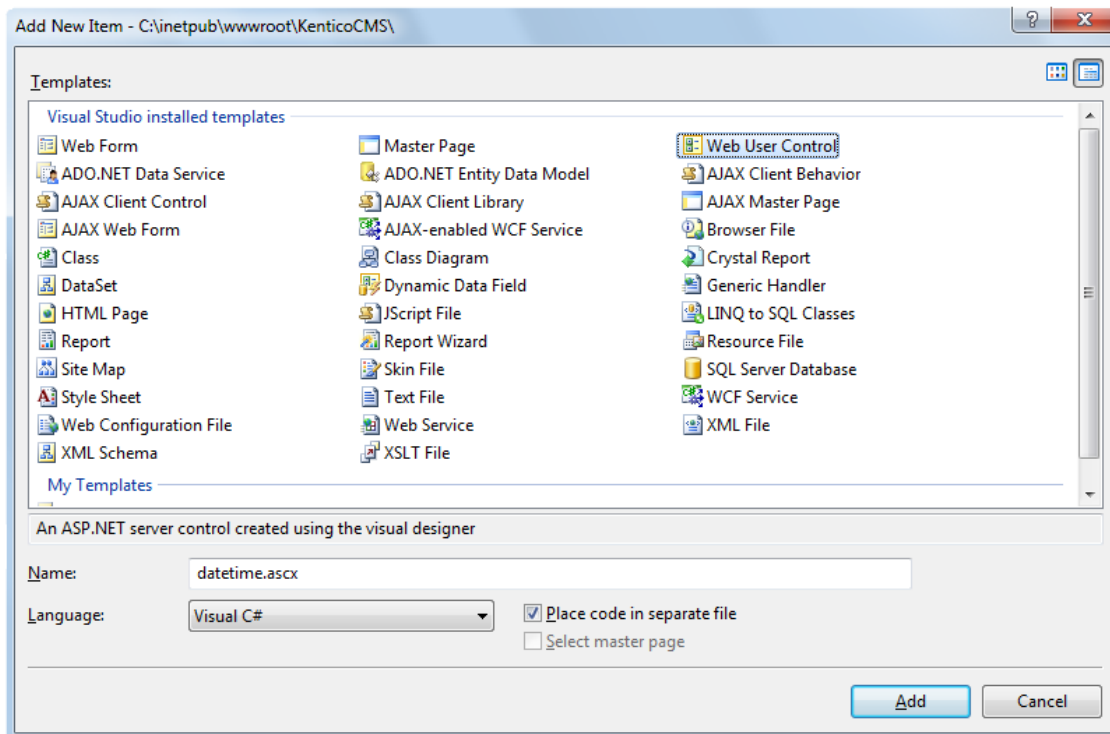 Add New Item - C:\inetpub\wwwroot\KenticoCMS\
Templates:
Visual Studio installed templates
Web Form Master Page Web User Control
ADO.NET Data Service ADO.NET Entity Data Model AJAX Client Behavior
AJAX Client Control AJAX Client Library AJAX Master Page
AJAX Web Form AJAX-enabled WCF Service Browser File
Class Class Diagram Crystal Report
DataSet Dynamic Data Field Generic Handler
HTML Page JScript File LINQ to SQL Classes
Report Report Wizard Resource File
Site Map Skin File SQL Server Database
Style Sheet Text File WCF Service
Web Configuration File Web Service XML File
XML Schema XSLT File
My Templates
An ASP.NET server control created using the visual designer
Name: datetime.ascx
Language: Visual C# Place code in separate file
Select master page
Add Cancel